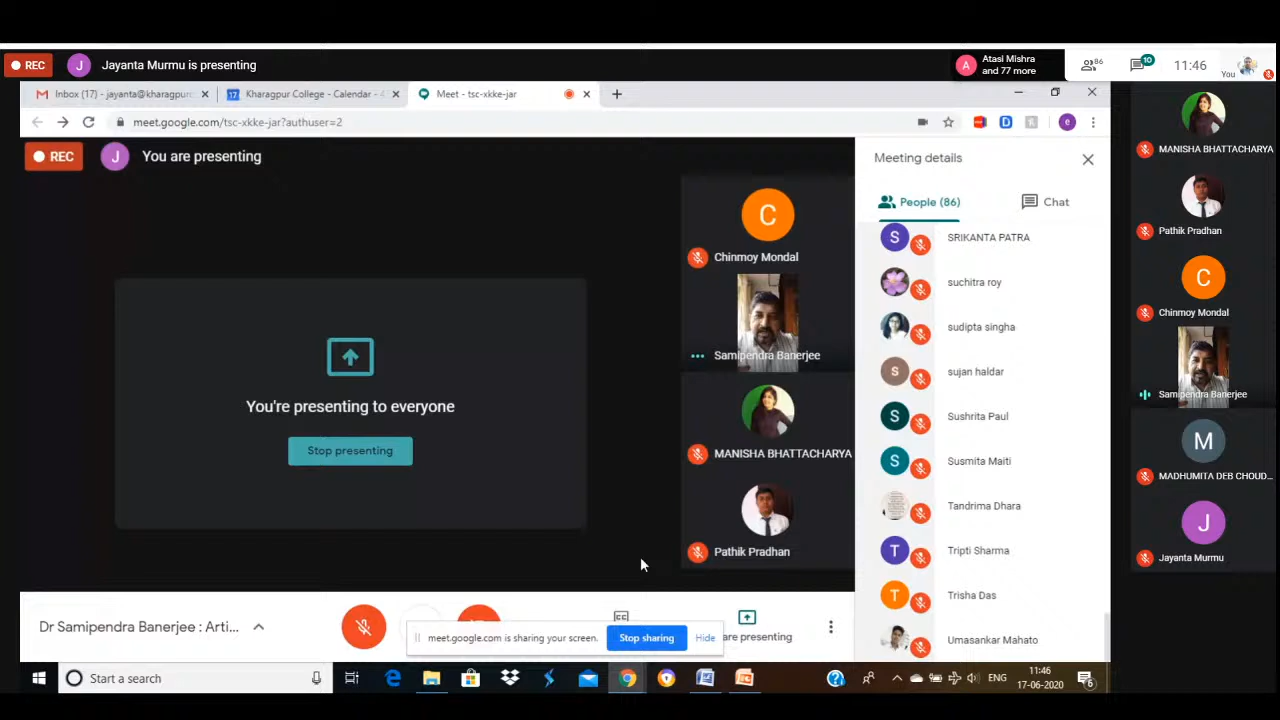 REC
J
Jayanta Murmu is presenting
A
Atasi Mishra
and 77 more
86
10
11:46
You
Inbox (17) - jayanta@kharagpur
Kharagpur College - Calendar - 
Meet - tsc-xkke-jar
meet.google.com/tsc-xkke-jar?authuser=2
e
REC
J
You are presenting
You're presenting to everyone
Stop presenting
C
Chinmoy Mondal
Samipendra Banerjee
MANISHA BHATTACHARYA
Pathik Pradhan
Meeting details
People (86)
Chat
S
SRIKANTA PATRA
suchitra roy
sudipta singha
s
sujan haldar
S
Sushrita Paul
S
Susmita Maiti
Tandrima Dhara
T
Tripti Sharma
T
Trisha Das
Umasankar Mahato
MANISHA BHATTACHARYA
Pathik Pradhan
C
Chinmoy Mondal
Samipendra Banerjee
M
MADHUMITA DEB CHOUD...
J
Jayanta Murmu
Dr Samipendra Banerjee : Arti...
meet.google.com is sharing your screen.
Stop sharing
Hide
are presenting
Start a search
ENG
11:46
17-06-2020
6